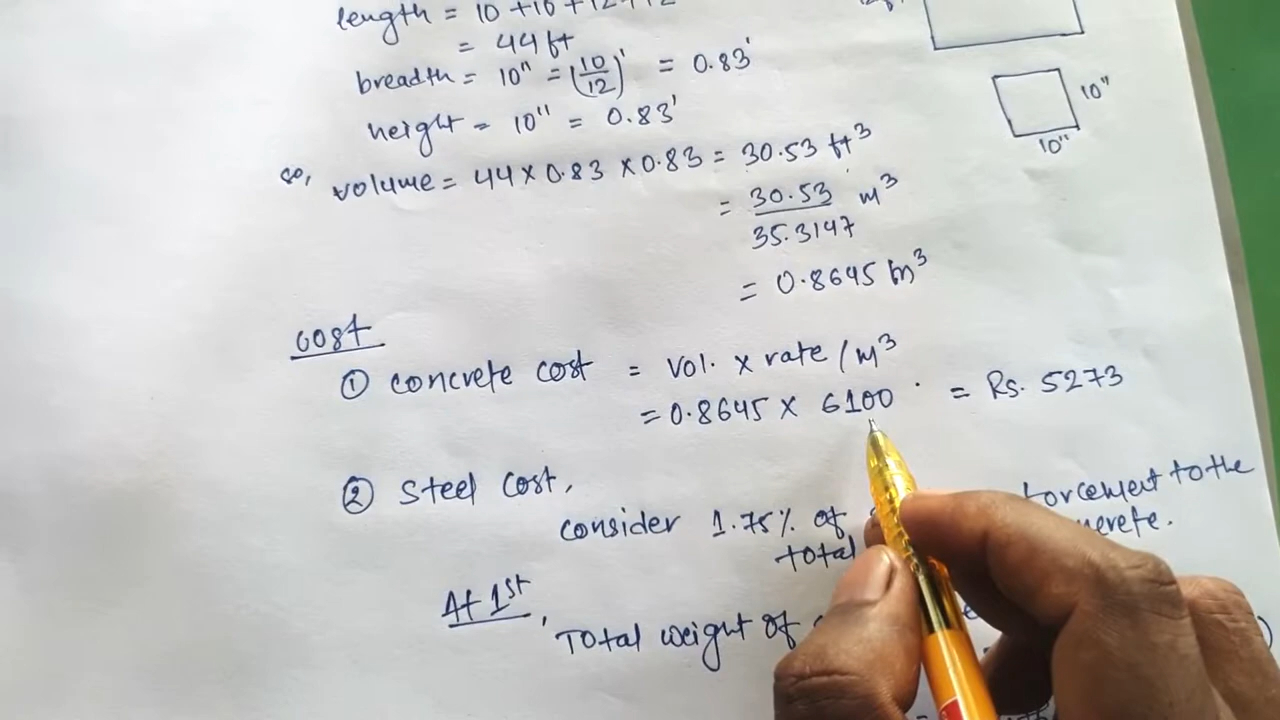 length = 10 +10 +12+12
= 44 ft
breadth = 10" = (10/12)' = 0.83'
height = 10" = 0.83'
10"
10"
so, volume = 44 x 0.83 x 0.83 = 30.53 ft³
= 30.53/35.3147 m³
= 0.8645 m³
cost
① concrete cost = vol. x rate / m³
= 0.8645 x 6100 = Rs. 5273
② Steel cost,
consider 1.75% of to the
total
At 1st,
Total weight of